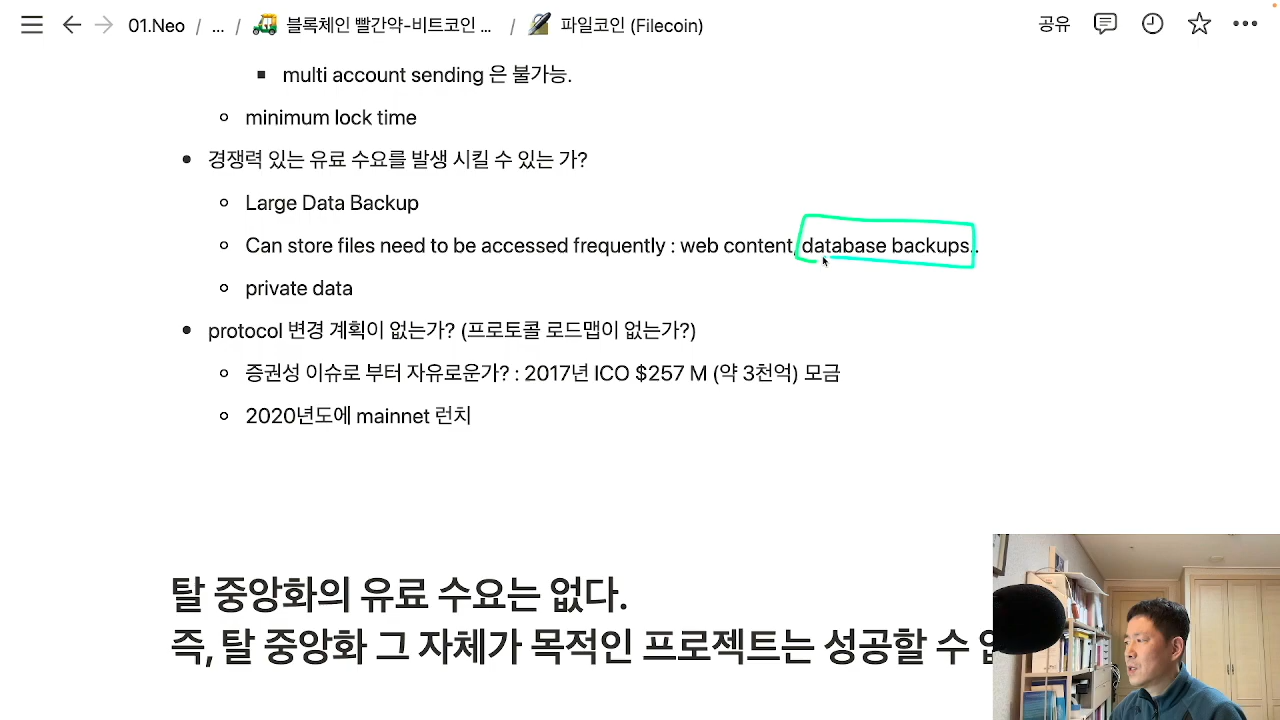 01.Neo / ... / 블록체인 빨간약-비트코인 ... / 파일코인 (Filecoin)
공유
multi account sending 은 불가능.
minimum lock time
경쟁력 있는 유료 수요를 발생 시킬 수 있는 가?
Large Data Backup
Can store files need to be accessed frequently : web content, database backups..
private data
protocol 변경 계획이 없는가? (프로토콜 로드맵이 없는가?)
증권성 이슈로 부터 자유로운가? : 2017년 ICO $257 M (약 3천억) 모금
2020년도에 mainnet 런치
탈 중앙화의 유료 수요는 없다.
즉, 탈 중앙화 그 자체가 목적인 프로젝트는 성공할 수